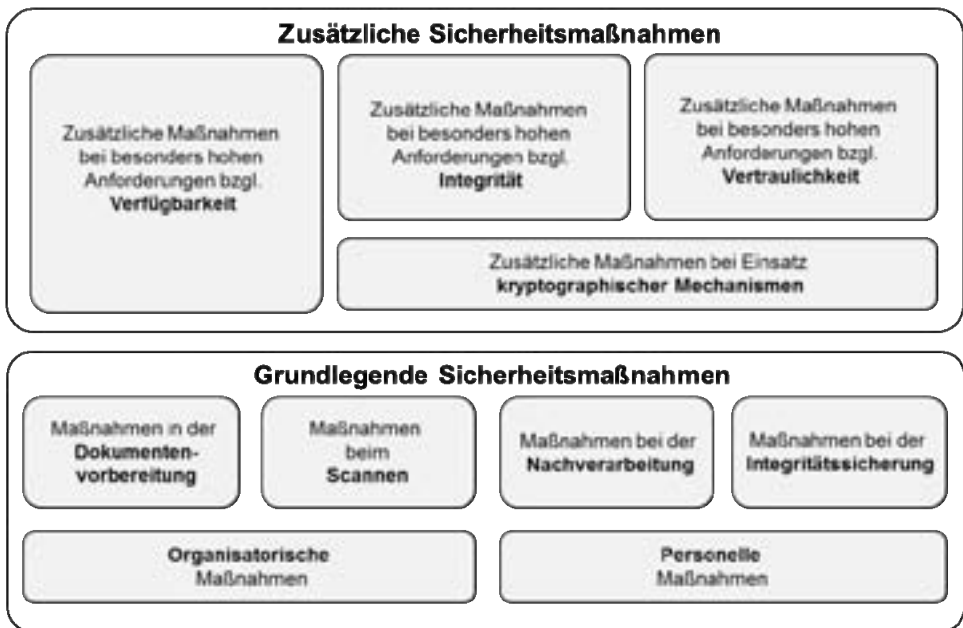 Zusätzliche Sicherheitsmaßnahmen
Zusätzliche Maßnahmen
bei besonders hohen
Anforderungen bzgl.
Verfügbarkeit
Zusätzliche Maßnahmen
bei besonders hohen
Anforderungen bzgl.
Integrität
Zusätzliche Maßnahmen
bei besonders hohen
Anforderungen bzgl.
Vertraulichkeit
Zusätzliche Maßnahmen bei Einsatz
kryptographischer Mechanismen
Grundlegende Sicherheitsmaßnahmen
Maßnahmen in der
Dokumenten-
vorbereitung
Maßnahmen
beim
Scannen
Maßnahmen bei der
Nachverarbeitung
Maßnahmen bei der
Integritätssicherung
Organisatorische
Maßnahmen
Personelle
Maßnahmen